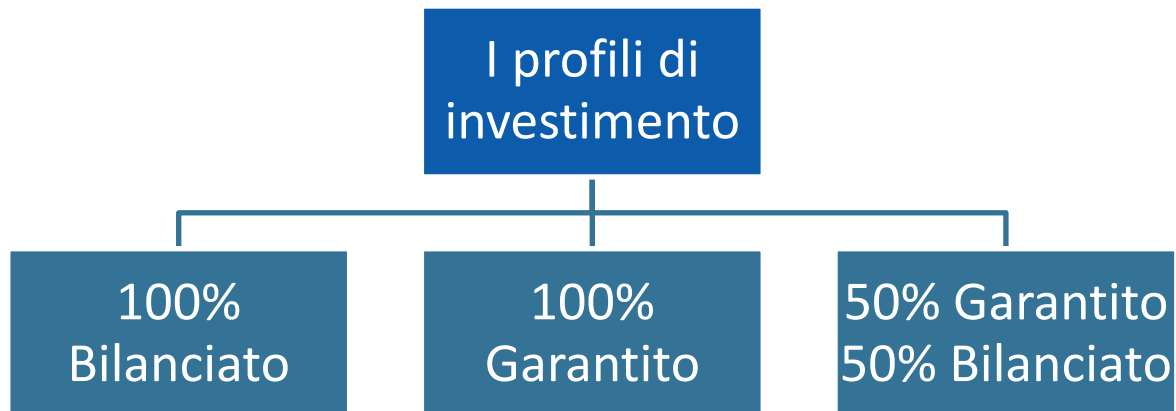 I profili di
investimento
100%
Bilanciato
100%
Garantito
50% Garantito
50% Bilanciato